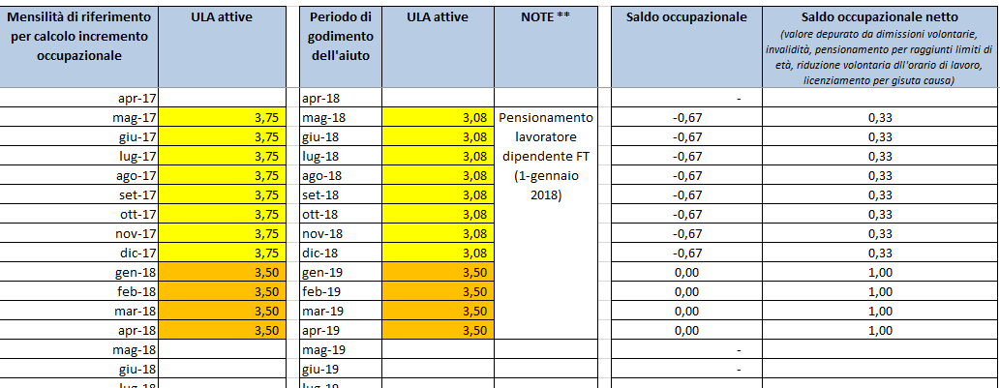 Mensilità di riferimento per calcolo incremento occupazionale | ULA attive | Periodo di godimento dell'aiuto | ULA attive | NOTE ** | Saldo occupazionale | Saldo occupazionale netto
(valore depurato da dimissioni volontarie, invalidità, pensionamento per raggiunti limiti di età, riduzione volontaria dll'orario di lavoro, licenziamento per gisuta causa)
apr-17 | | apr-18 | | | -
mag-17 | 3,75 | mag-18 | 3,08 | Pensionamento | -0,67 | 0,33
giu-17 | 3,75 | giu-18 | 3,08 | lavoratore | -0,67 | 0,33
lug-17 | 3,75 | lug-18 | 3,08 | dipendente FT | -0,67 | 0,33
ago-17 | 3,75 | ago-18 | 3,08 | (1-gennaio | -0,67 | 0,33
set-17 | 3,75 | set-18 | 3,08 | 2018) | -0,67 | 0,33
ott-17 | 3,75 | ott-18 | 3,08 | | -0,67 | 0,33
nov-17 | 3,75 | nov-18 | 3,08 | | -0,67 | 0,33
dic-17 | 3,75 | dic-18 | 3,08 | | -0,67 | 0,33
gen-18 | 3,50 | gen-19 | 3,50 | | 0,00 | 1,00
feb-18 | 3,50 | feb-19 | 3,50 | | 0,00 | 1,00
mar-18 | 3,50 | mar-19 | 3,50 | | 0,00 | 1,00
apr-18 | 3,50 | apr-19 | 3,50 | | 0,00 | 1,00
mag-18 | | mag-19 | | | -
giu-18 | | giu-19 | | | -